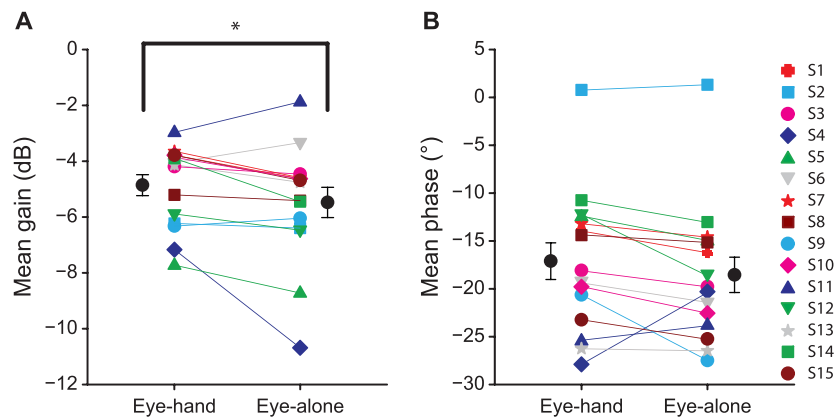 A
*
Mean gain (dB)
0
−2
−4
−6
−8
−10
−12
Eye-hand Eye-alone
B
Mean phase (°)
5
0
−5
−10
−15
−20
−25
−30
Eye-hand Eye-alone
S1
S2
S3
S4
S5
S6
S7
S8
S9
S10
S11
S12
S13
S14
S15